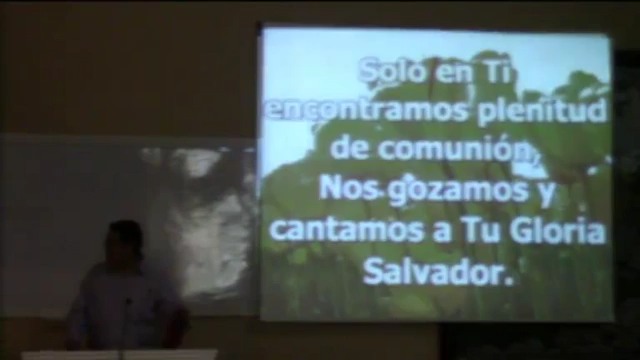 Solo en Ti
encontramos plenitud
de comunión,
Nos gozamos y
cantamos a Tu Gloria
Salvador.